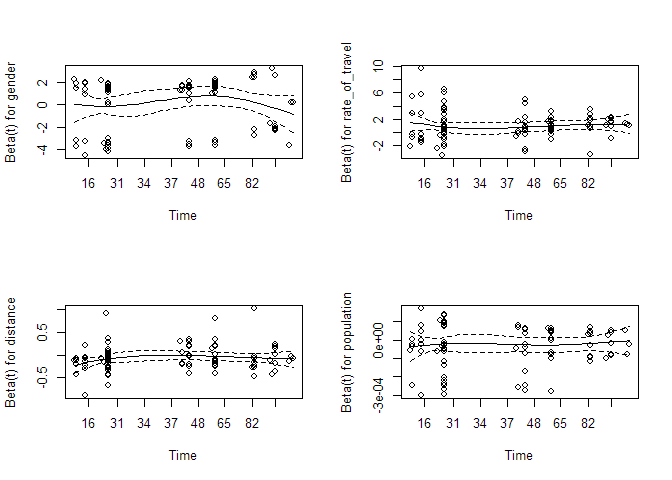 Beta(t) for gender
2
0
-2
-4
16 31 34 37 48 65 82
Time
Beta(t) for rate_of_travel
10
6
2
-2
16 31 34 37 48 65 82
Time
Beta(t) for distance
0.5
-0.5
16 31 34 37 48 65 82
Time
Beta(t) for population
0e+00
-3e-04
16 31 34 37 48 65 82
Time